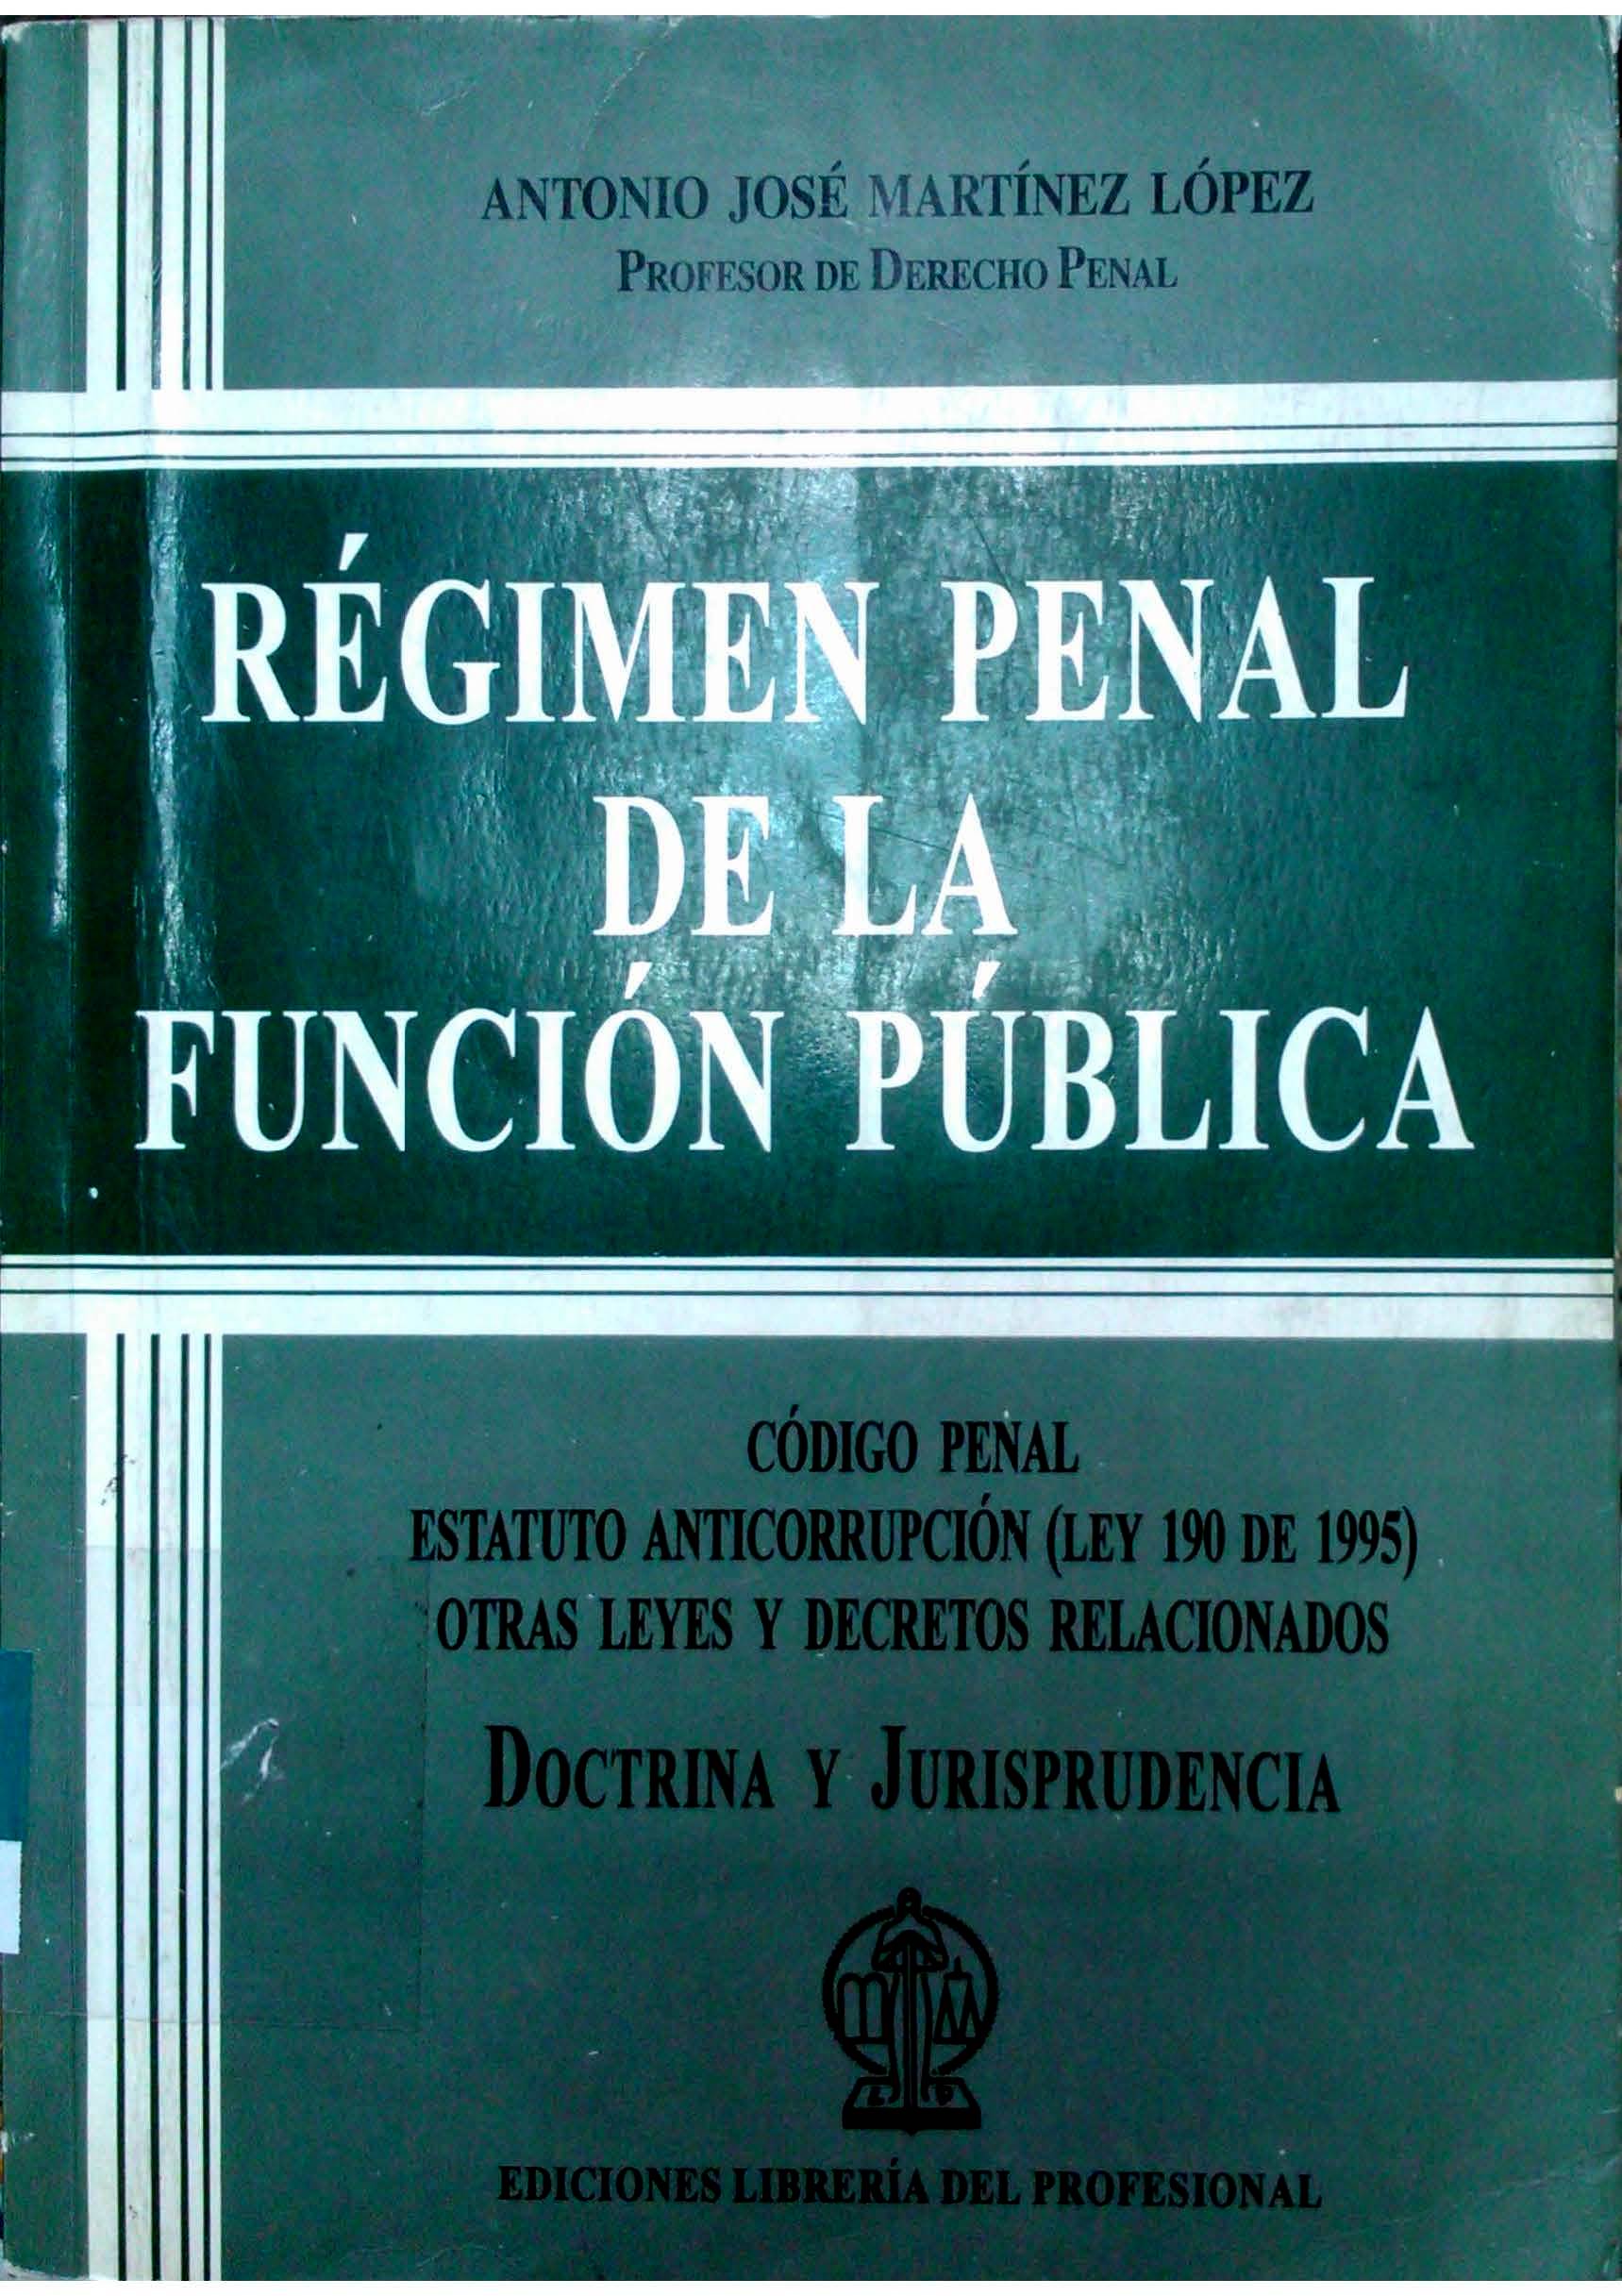 ANTONIO JOSÉ MARTÍNEZ LÓPEZ
PROFESOR DE DERECHO PENAL
RÉGIMEN PENAL
DE LA
FUNCIÓN PÚBLICA
CÓDIGO PENAL
ESTATUTO ANTICORRUPCIÓN (LEY 190 DE 1995)
OTRAS LEYES Y DECRETOS RELACIONADOS
DOCTRINA Y JURISPRUDENCIA
L P
EDICIONES LIBRERÍA DEL PROFESIONAL